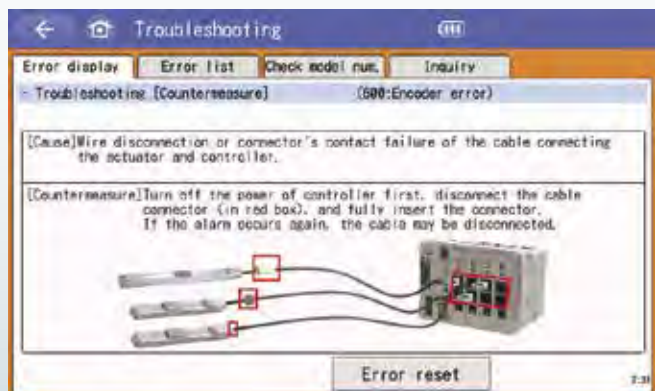 Troubleshooting
Error display Error list Check model num. Inquiry
- Troubleshooting [Countermeasure] (600:Encoder error)
[Cause]Wire disconnection or connector's contact failure of the cable connecting
the actuator and controller.
[Countermeasure]Turn off the power of controller first, disconnect the cable
connector (in red box), and fully insert the connector.
If the alarm occurs again, the cable may be disconnected.
Error reset